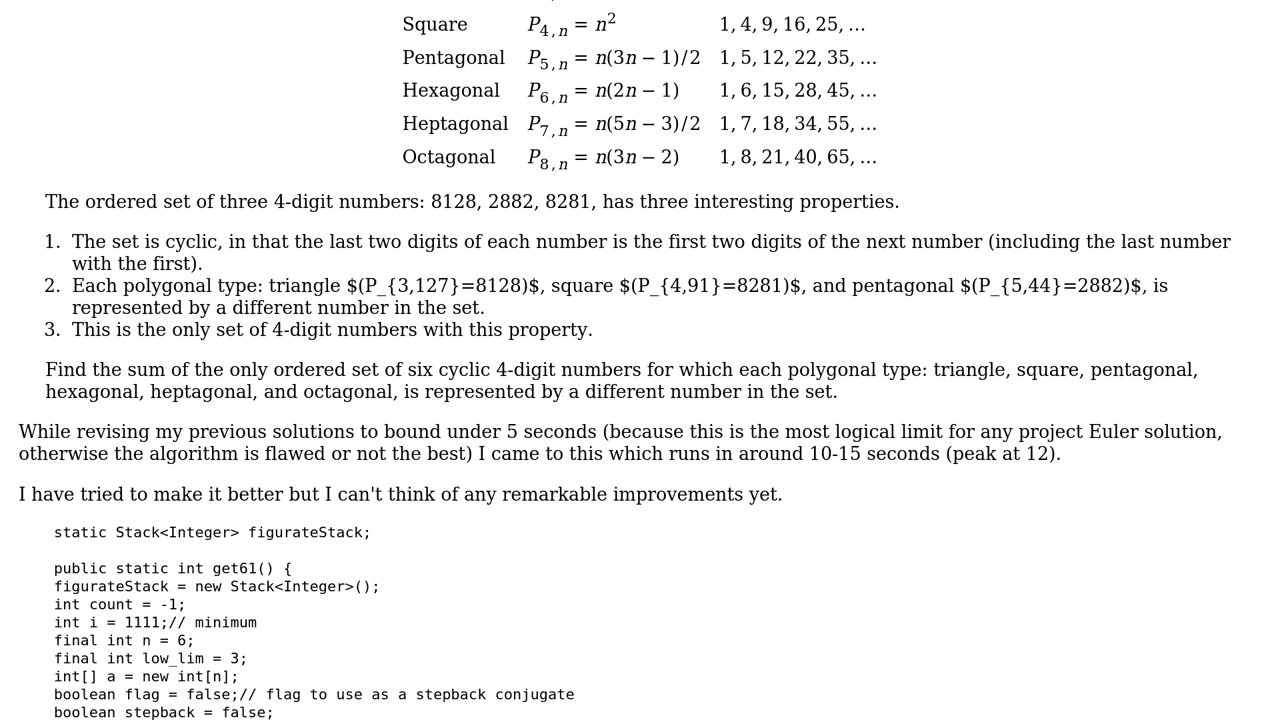 Square P4,n = n² 1, 4, 9, 16, 25, …
Pentagonal P5,n = n(3n − 1)/2 1, 5, 12, 22, 35, …
Hexagonal P6,n = n(2n − 1) 1, 6, 15, 28, 45, …
Heptagonal P7,n = n(5n − 3)/2 1, 7, 18, 34, 55, …
Octagonal P8,n = n(3n − 2) 1, 8, 21, 40, 65, …
The ordered set of three 4-digit numbers: 8128, 2882, 8281, has three interesting properties.
1. The set is cyclic, in that the last two digits of each number is the first two digits of the next number (including the last number
with the first).
2. Each polygonal type: triangle $(P_{3,127}=8128)$, square $(P_{4,91}=8281)$, and pentagonal $(P_{5,44}=2882)$, is
represented by a different number in the set.
3. This is the only set of 4-digit numbers with this property.
Find the sum of the only ordered set of six cyclic 4-digit numbers for which each polygonal type: triangle, square, pentagonal,
hexagonal, heptagonal, and octagonal, is represented by a different number in the set.
While revising my previous solutions to bound under 5 seconds (because this is the most logical limit for any project Euler solution,
otherwise the algorithm is flawed or not the best) I came to this which runs in around 10-15 seconds (peak at 12).
I have tried to make it better but I can't think of any remarkable improvements yet.
static Stack<Integer> figurateStack;
public static int get61() {
figurateStack = new Stack<Integer>();
int count = -1;
int i = 1111;// minimum
final int n = 6;
final int low_lim = 3;
int[] a = new int[n];
boolean flag = false;// flag to use as a stepback conjugate
boolean stepback = false;